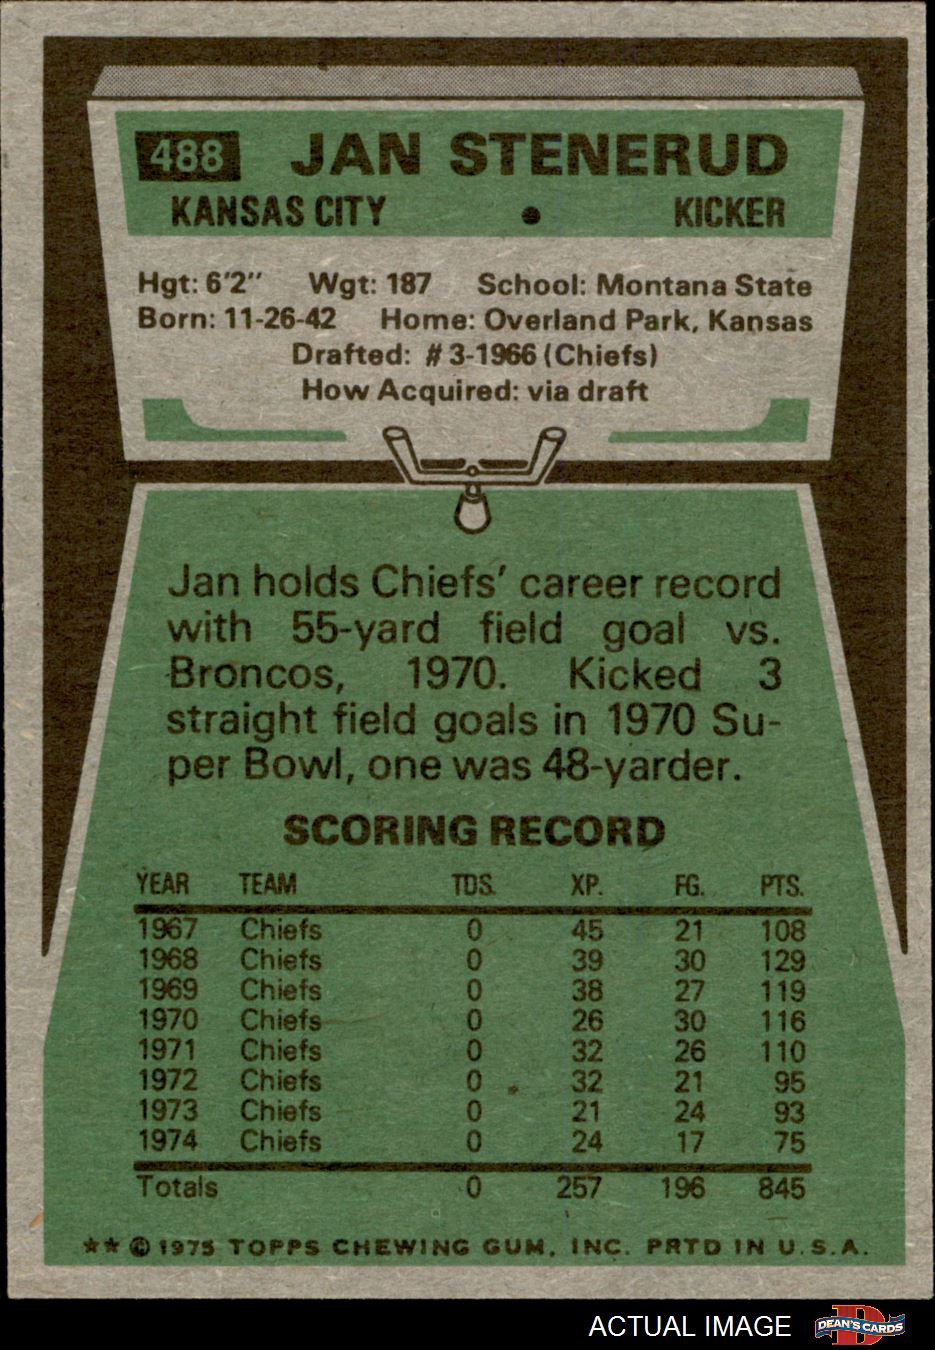 488 JAN STENERUD
KANSAS CITY • KICKER
Hgt: 6'2" Wgt: 187 School: Montana State
Born: 11-26-42 Home: Overland Park, Kansas
Drafted: #3-1966 (Chiefs)
How Acquired: via draft
Jan holds Chiefs' career record
with 55-yard field goal vs.
Broncos, 1970. Kicked 3
straight field goals in 1970 Su-
per Bowl, one was 48-yarder.
SCORING RECORD
YEAR TEAM TDS. XP. FG. PTS.
1967 Chiefs 0 45 21 108
1968 Chiefs 0 39 30 129
1969 Chiefs 0 38 27 119
1970 Chiefs 0 26 30 116
1971 Chiefs 0 32 26 110
1972 Chiefs 0 32 21 95
1973 Chiefs 0 21 24 93
1974 Chiefs 0 24 17 75
Totals 0 257 196 845
★★ © 1975 TOPPS CHEWING GUM, INC. PRTD IN U.S.A.
ACTUAL IMAGE D DEAN'S CARDS